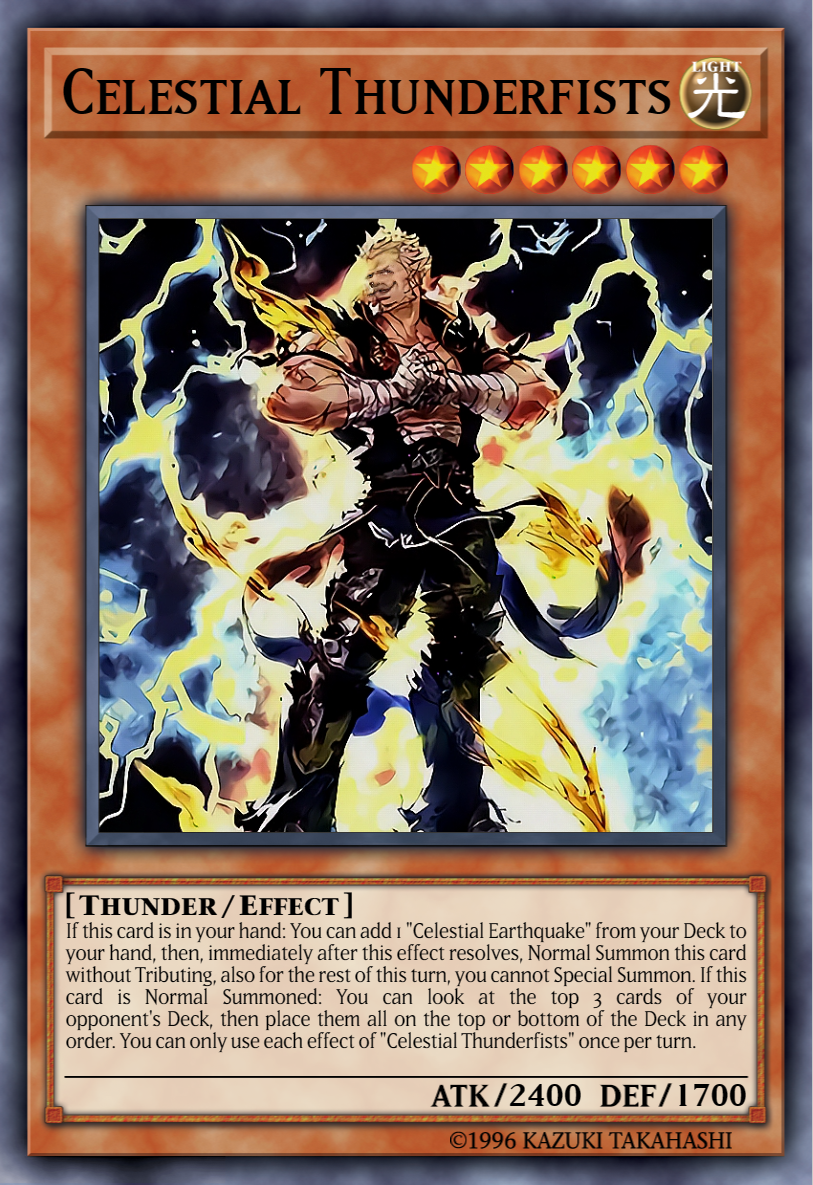 Celestial Thunderfists
LIGHT
光
[Thunder/Effect]
If this card is in your hand: You can add 1 "Celestial Earthquake" from your Deck to
your hand, then, immediately after this effect resolves, Normal Summon this card
without Tributing, also for the rest of this turn, you cannot Special Summon. If this
card is Normal Summoned: You can look at the top 3 cards of your
opponent's Deck, then place them all on the top or bottom of the Deck in any
order. You can only use each effect of "Celestial Thunderfists" once per turn.
ATK/2400 DEF/1700
©1996 KAZUKI TAKAHASHI